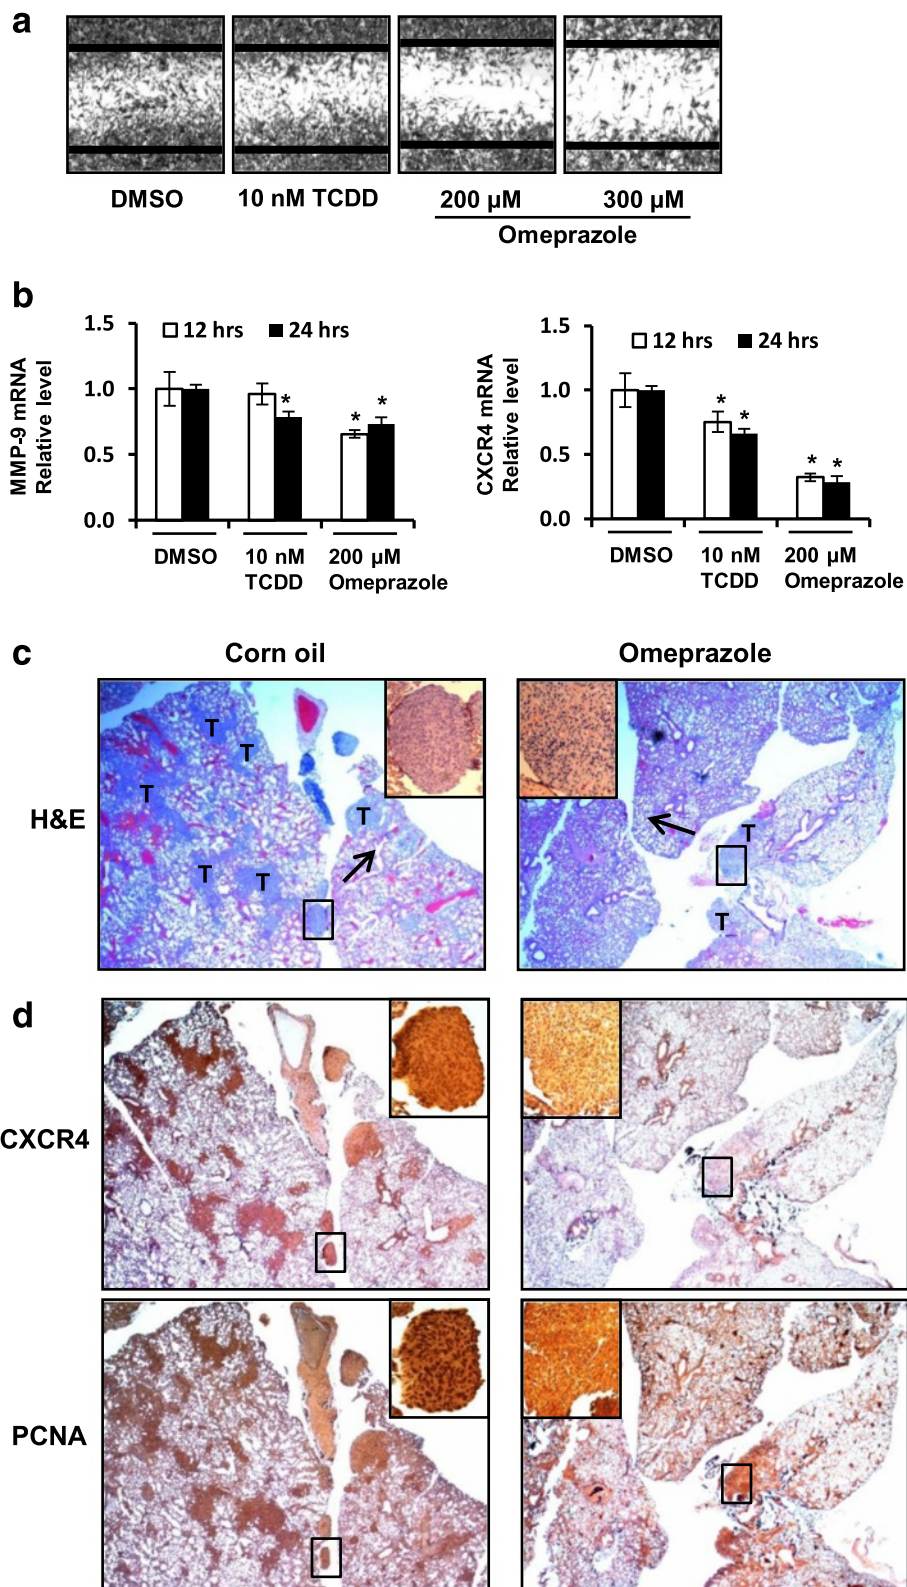 a
DMSO
10 nM TCDD
200 µM
300 µM
Omeprazole
b
1.5
1.0
0.5
0.0
MMP-9 mRNA
Relative level
12 hrs
24 hrs
*
*
*
DMSO
10 nM
TCDD
200 µM
Omeprazole
1.5
1.0
0.5
0.0
CXCR4 mRNA
Relative level
12 hrs
24 hrs
*
*
*
*
DMSO
10 nM
TCDD
200 µM
Omeprazole
c
Corn oil
Omeprazole
H&E
T
T
T
T
T
T
T
T
d
CXCR4
PCNA